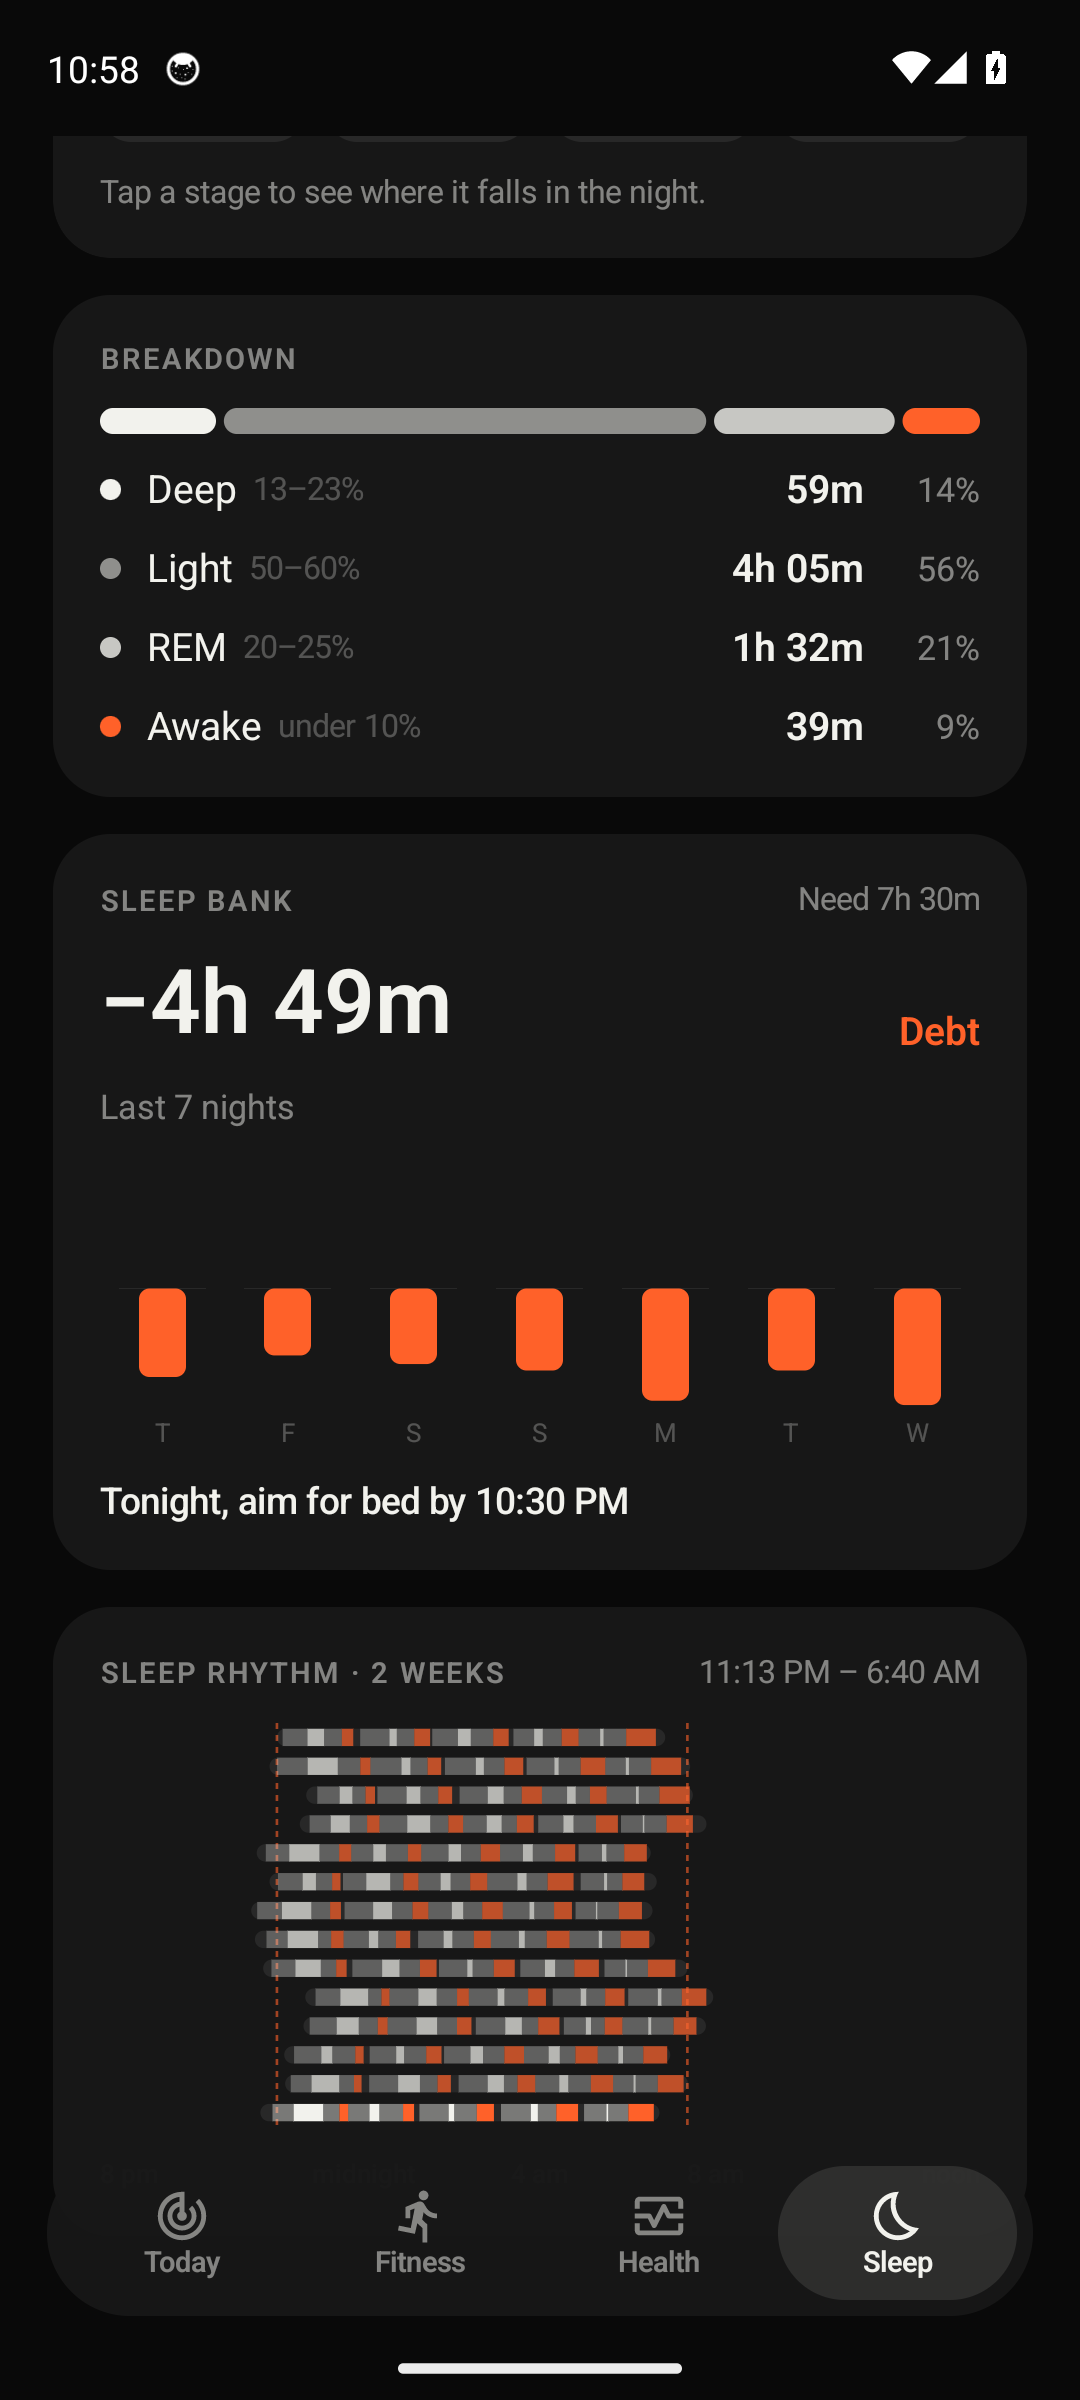 10:58
Tap a stage to see where it falls in the night.
BREAKDOWN
Deep 13–23% 59m 14%
Light 50–60% 4h 05m 56%
REM 20–25% 1h 32m 21%
Awake under 10% 39m 9%
SLEEP BANK Need 7h 30m
−4h 49m Debt
Last 7 nights
T F S S M T W
Tonight, aim for bed by 10:30 PM
SLEEP RHYTHM · 2 WEEKS 11:13 PM – 6:40 AM
midnight
Today Fitness Health Sleep